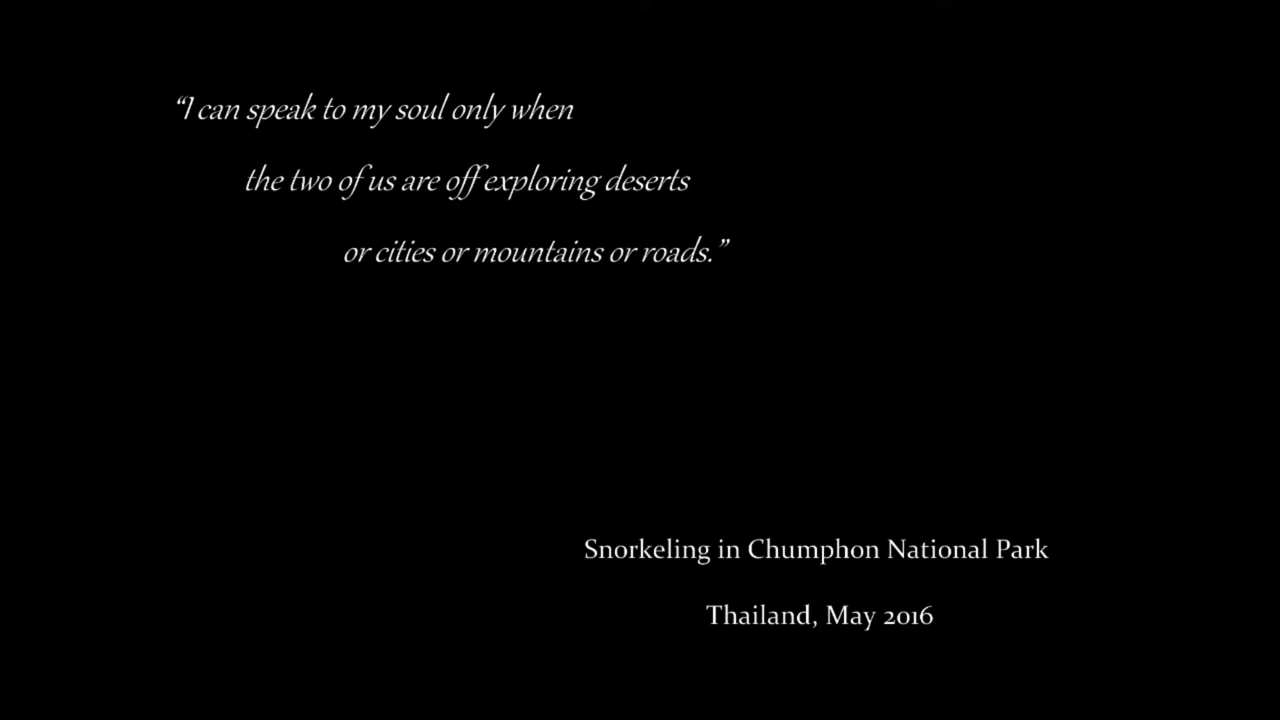 “I can speak to my soul only when
the two of us are off exploring deserts
or cities or mountains or roads.”
Snorkeling in Chumphon National Park
Thailand, May 2016